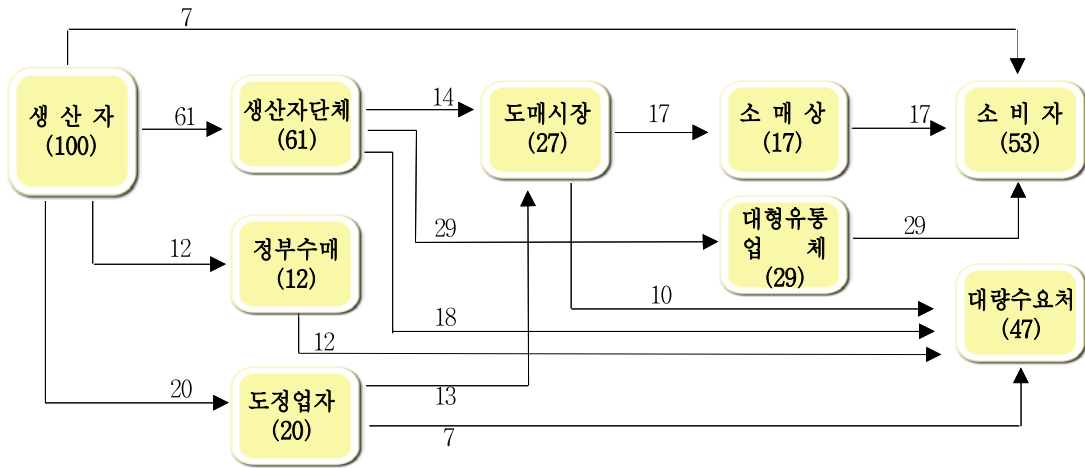 7
생 산 자
(100)
61
생산자단체
(61)
14
도매시장
(27)
17
소 매 상
(17)
17
소 비 자
(53)
12
정부수매
(12)
29
대형유통
업 체
(29)
29
10
18
12
대량수요처
(47)
20
도정업자
(20)
13
7